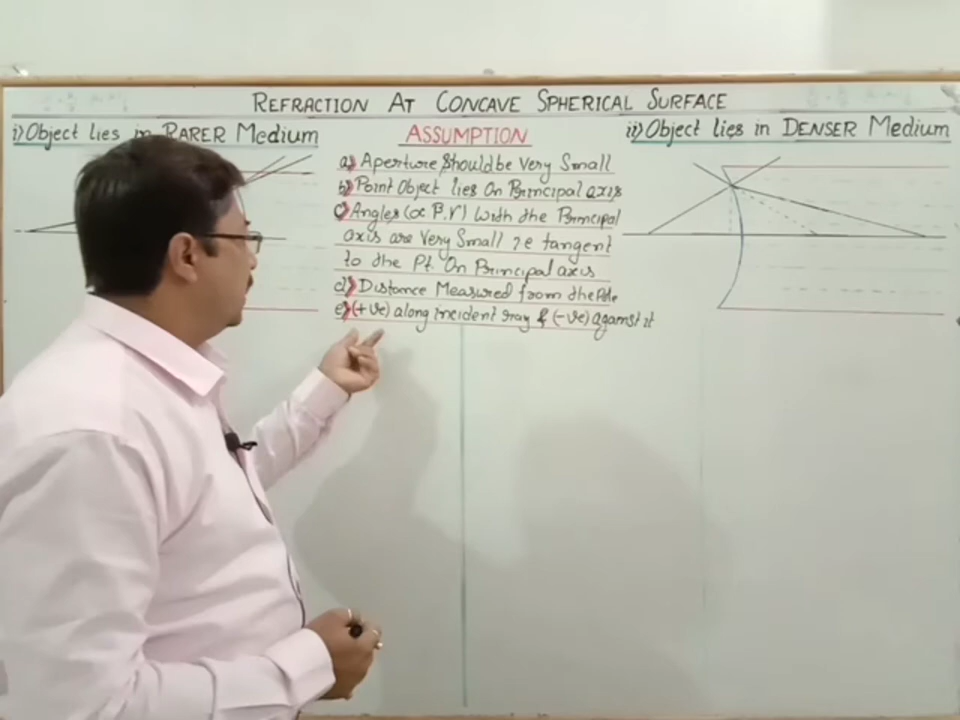 REFRACTION AT CONCAVE SPHERICAL SURFACE
i) Object Lies in RARER Medium
ASSUMPTION
ii) Object lies in DENSER Medium
a) Aperture Should be Very Small
b) Point Object lies On Principal axis
c) Angles (α β, γ) With the Principal
axis are Very Small ie tangent
to the Pt. On Principal axis
d) Distance Measured from the Pole
e) (+ve) along incident ray & (-ve) against it